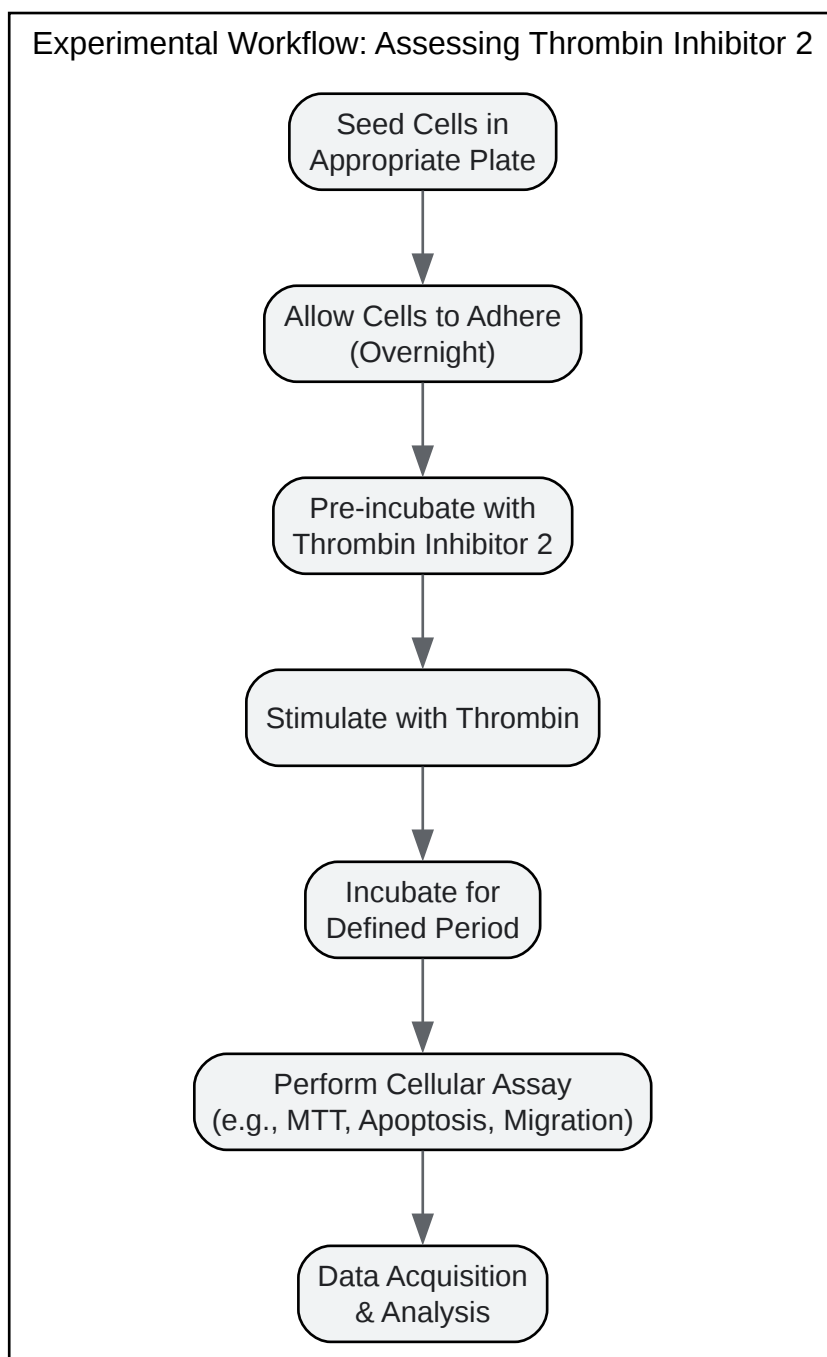 Experimental Workflow: Assessing Thrombin Inhibitor 2
Seed Cells in
Appropriate Plate
Allow Cells to Adhere
(Overnight)
Pre-incubate with
Thrombin Inhibitor 2
Stimulate with Thrombin
Incubate for
Defined Period
Perform Cellular Assay
(e.g., MTT, Apoptosis, Migration)
Data Acquisition
& Analysis